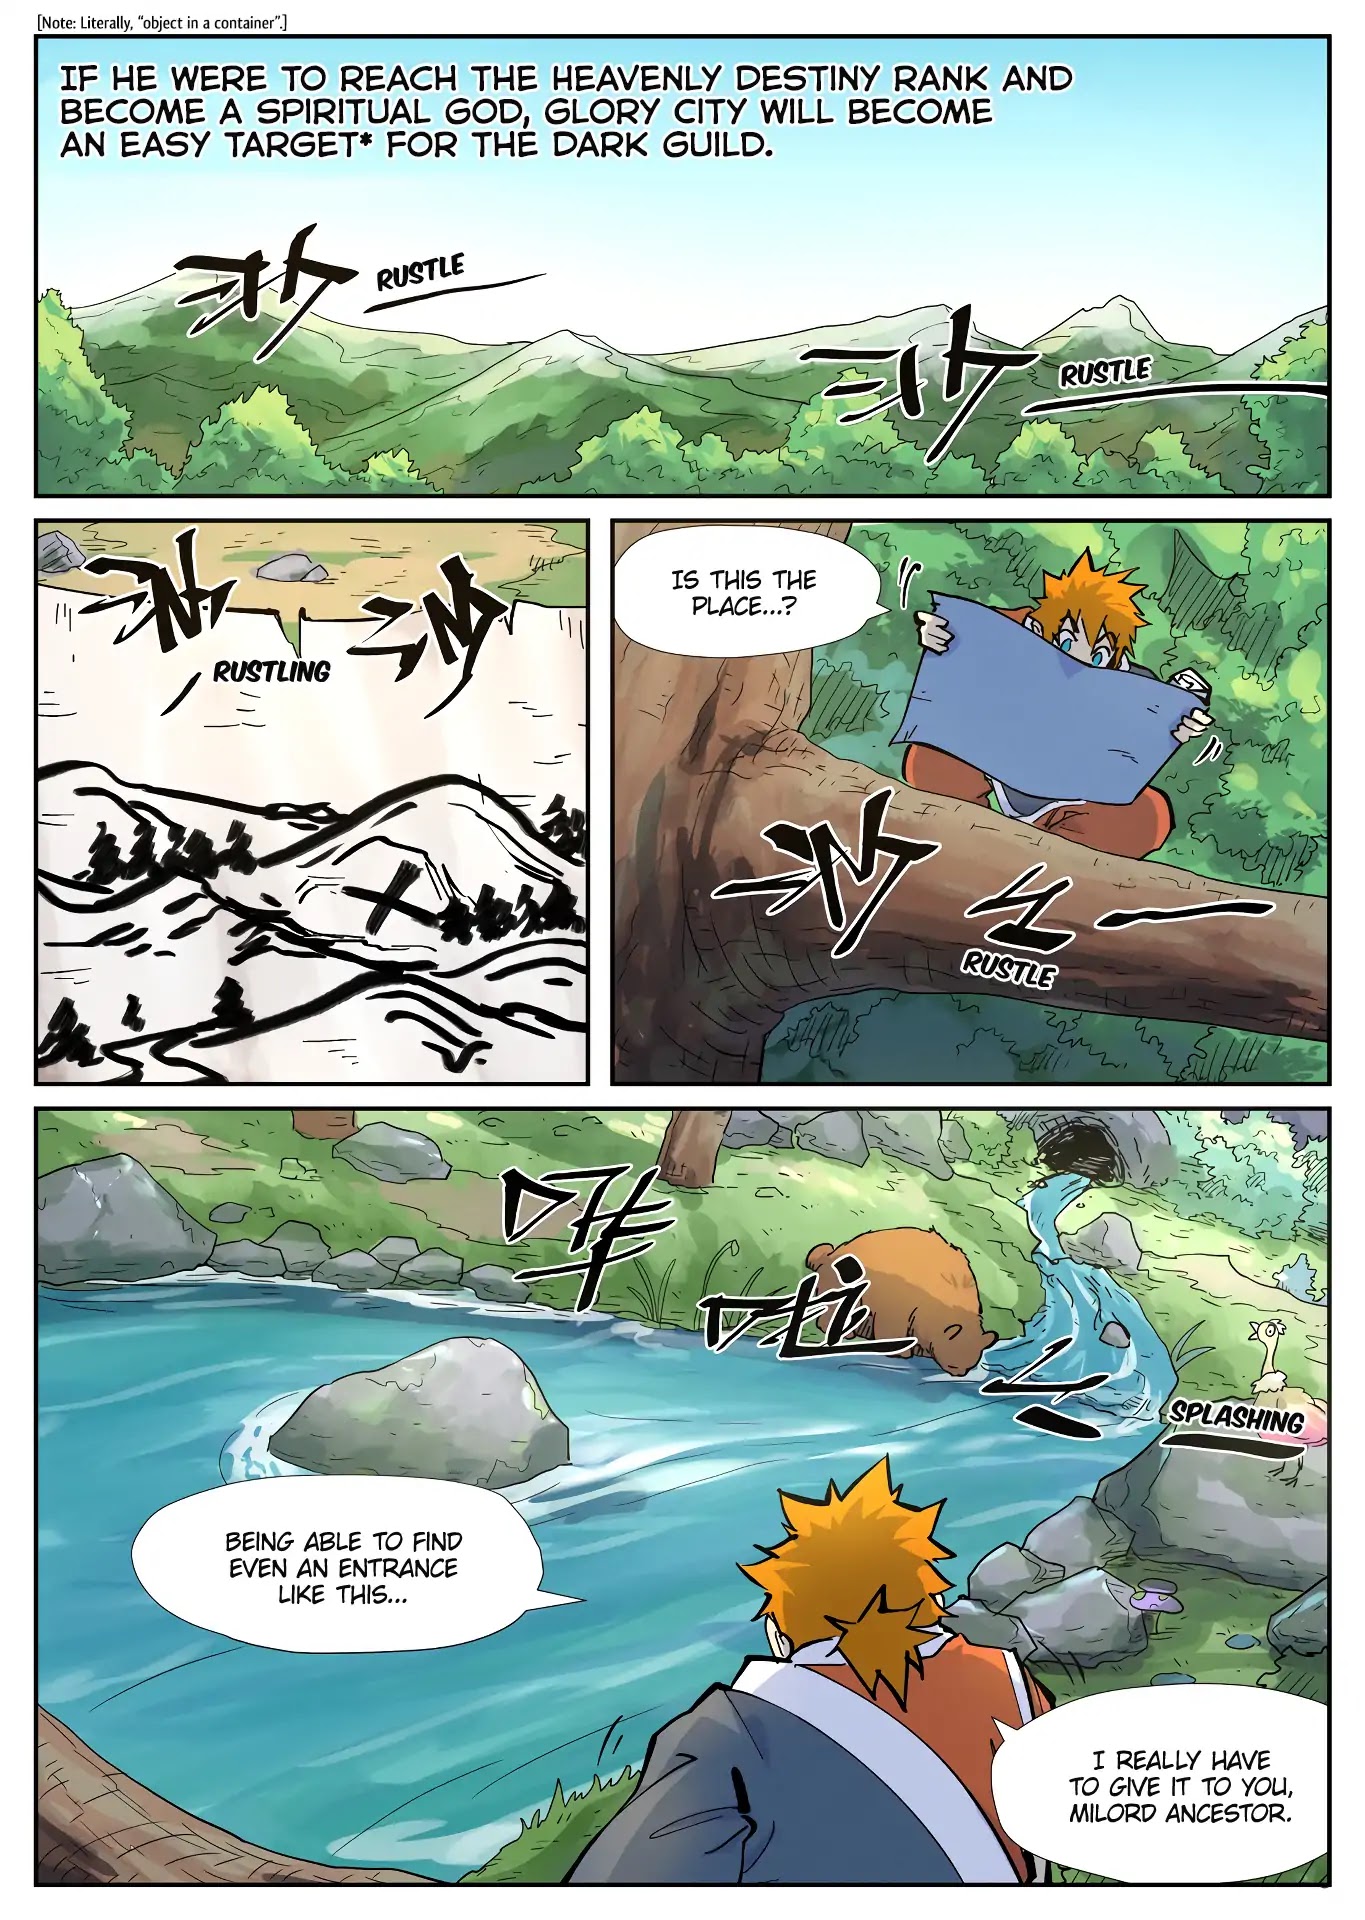 [Note: Literally, “object in a container”.]
IF HE WERE TO REACH THE HEAVENLY DESTINY RANK AND
BECOME A SPIRITUAL GOD, GLORY CITY WILL BECOME
AN EASY TARGET* FOR THE DARK GUILD.
RUSTLE
RUSTLE
RUSTLING
IS THIS THE
PLACE...?
RUSTLE
哗
啦
SPLASHING
BEING ABLE TO FIND
EVEN AN ENTRANCE
LIKE THIS...
I REALLY HAVE
TO GIVE IT TO YOU,
MILORD ANCESTOR.